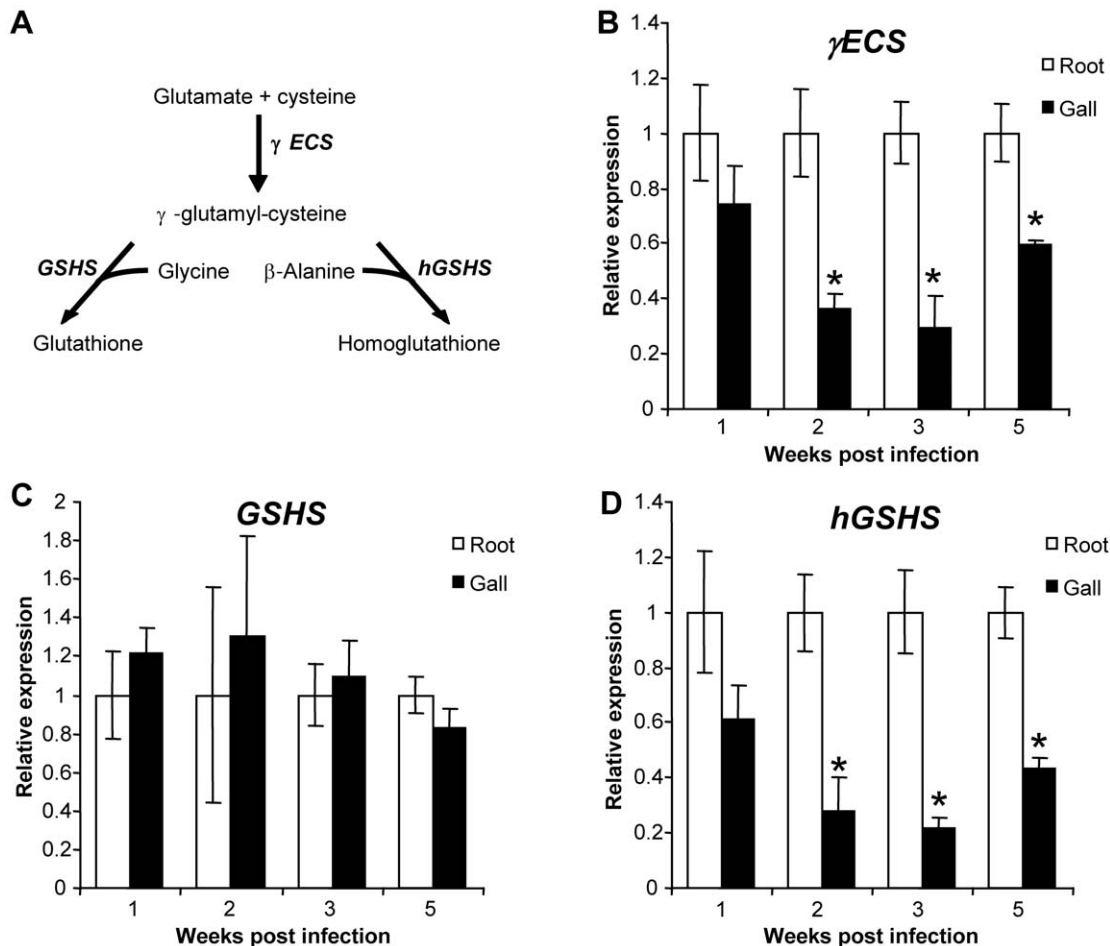 A
Glutamate + cysteine
γ ECS
γ -glutamyl-cysteine
GSHS
Glycine
β-Alanine
hGSHS
Glutathione
Homoglutathione
B
γECS
Root
Gall
Relative expression
1.4
1.2
1
0.8
0.6
0.4
0.2
0
*
*
*
1 2 3 5
Weeks post infection
C
GSHS
Root
Gall
Relative expression
2
1.8
1.6
1.4
1.2
1
0.8
0.6
0.4
0.2
0
1 2 3 5
Weeks post infection
D
hGSHS
Root
Gall
Relative expression
1.4
1.2
1
0.8
0.6
0.4
0.2
0
*
*
*
1 2 3 5
Weeks post infection